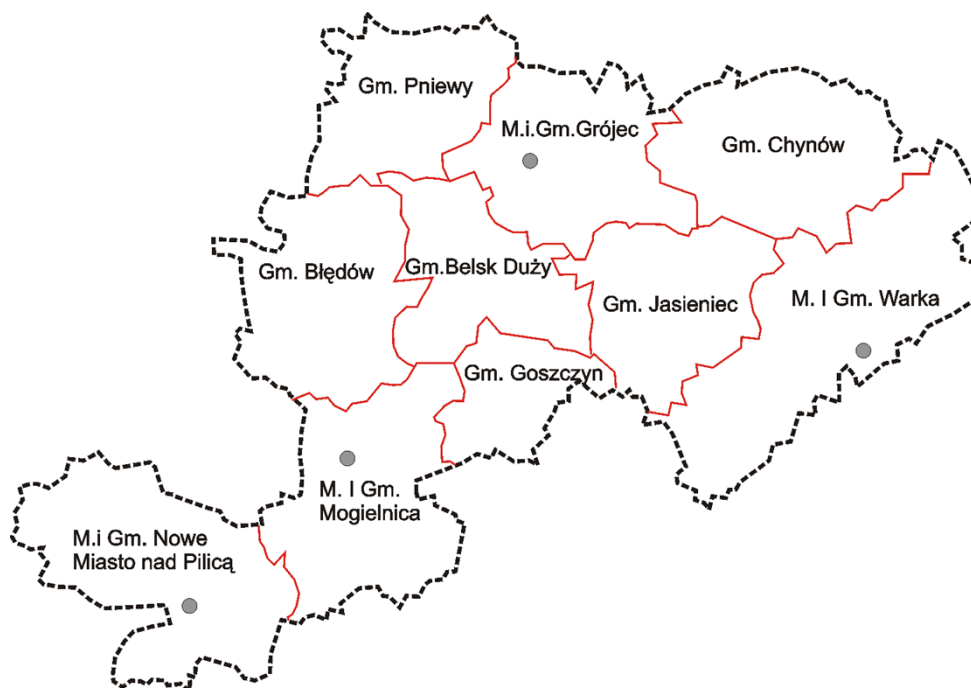 Gm. Pniewy
M.i.Gm.Grójec
Gm. Chynów
Gm. Błędów
Gm.Belsk Duży
Gm. Jasieniec
M. I Gm. Warka
Gm. Goszczyn
M. I Gm.
Mogielnica
M.i Gm. Nowe
Miasto nad Pilicą